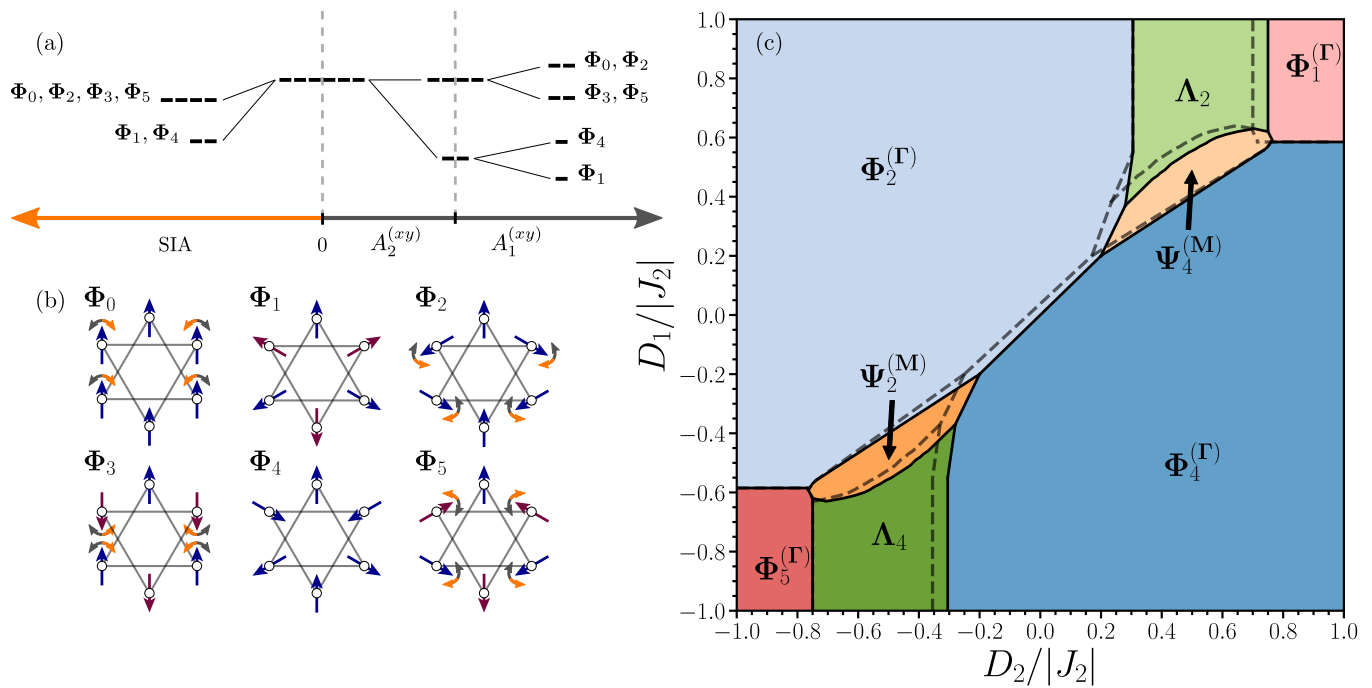 (a)
Φ₀, Φ₂
Φ₀, Φ₂, Φ₃, Φ₅
Φ₃, Φ₅
Φ₁, Φ₄
Φ₄
Φ₁
SIA
0
A₂^(xy)
A₁^(xy)
(b)
Φ₀
Φ₁
Φ₂
Φ₃
Φ₄
Φ₅
(c)
1.0
0.8
0.6
0.4
0.2
0.0
−0.2
−0.4
−0.6
−0.8
−1.0
D₁/|J₂|
Φ₁^(Γ)
Λ₂
Φ₂^(Γ)
Ψ₄^(M)
Ψ₂^(M)
Φ₄^(Γ)
Λ₄
Φ₅^(Γ)
−1.0 −0.8 −0.6 −0.4 −0.2 0.0 0.2 0.4 0.6 0.8 1.0
D₂/|J₂|